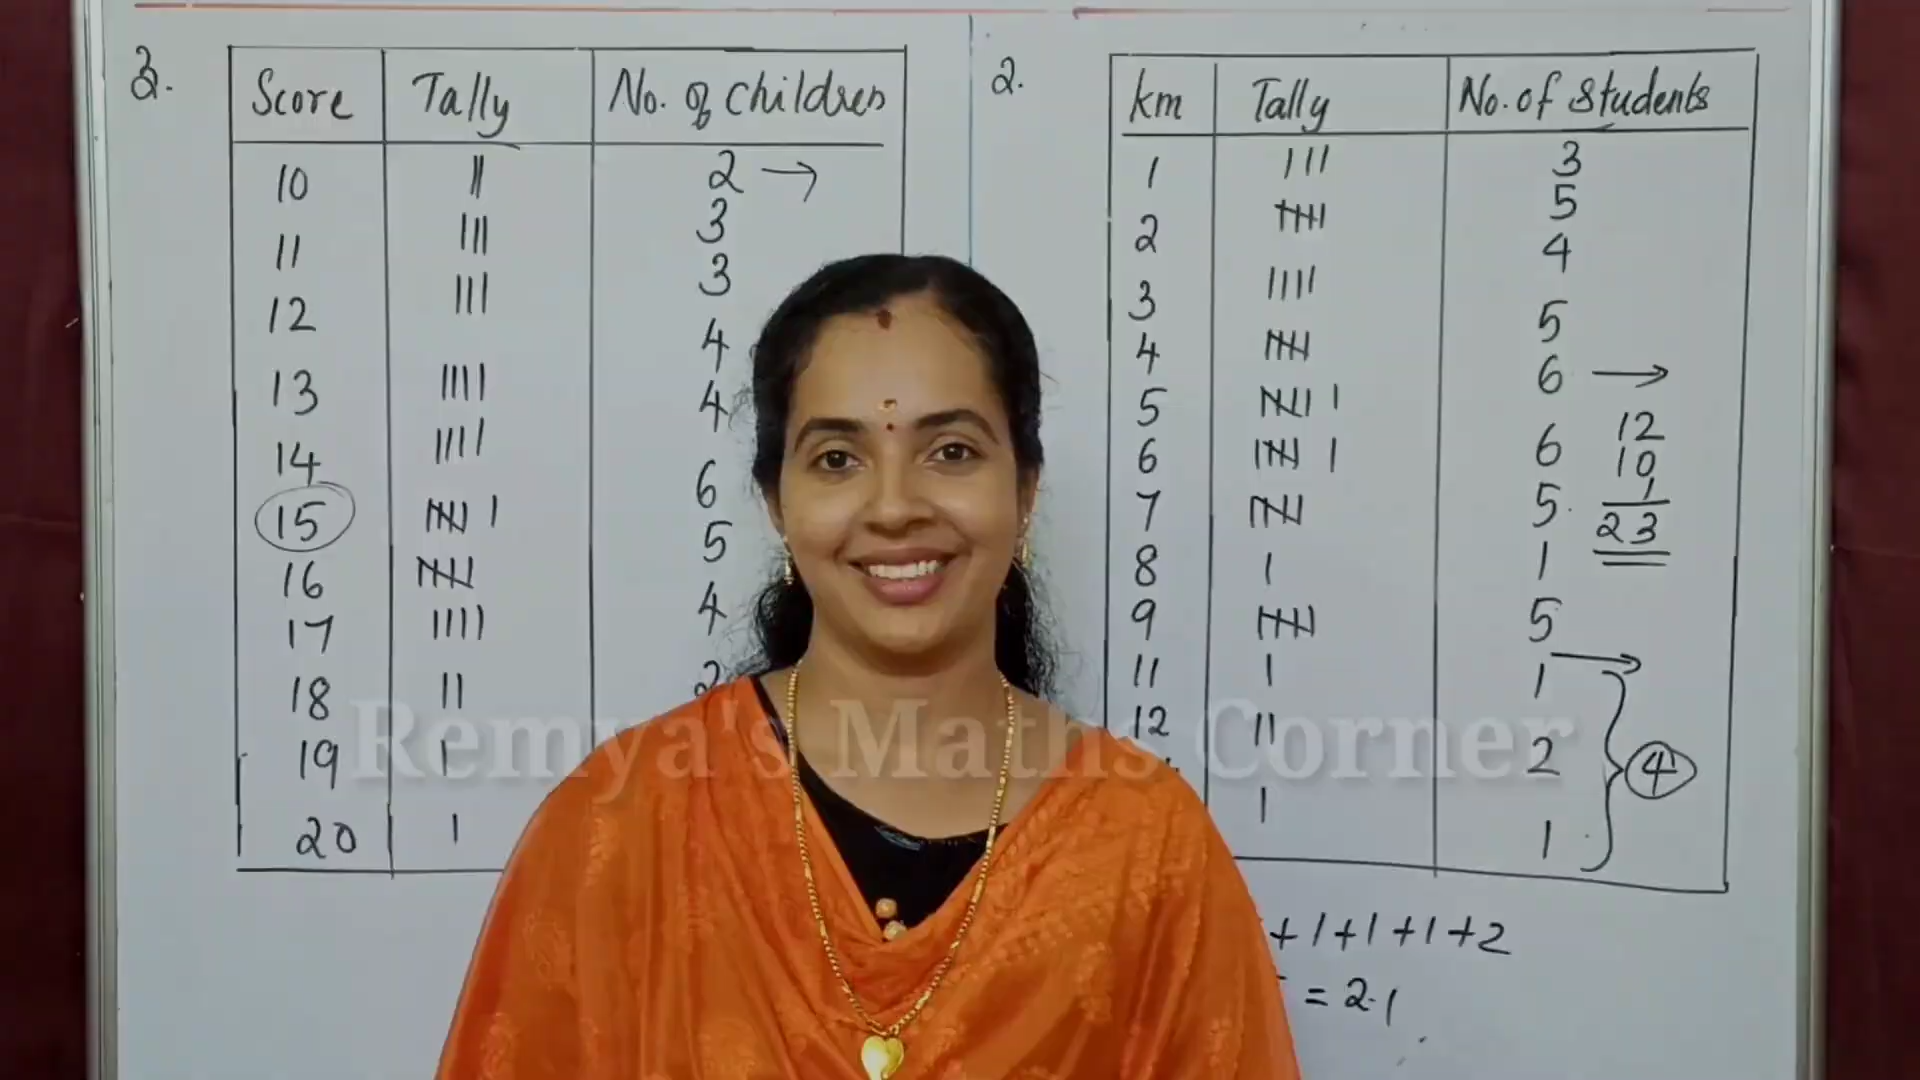 3.
Score Tally No. of children
10 || 2 →
11 ||| 3
12 ||| 3
13 |||| 4
14 |||| 4
15 |||| | 6
16 |||| 5
17 |||| 4
18 || 2
19 |
20 |
2.
km Tally No. of Students
1 ||| 3
2 |||| 5
3 |||| 4
4 |||| 5
5 |||| | 6 →
6 |||| | 6
7 |||| 5
8 | 1
9 |||| 5
11 | 1
12 || 2
| 1
12
10
1
23
4
+1+1+1+2
= 2.1
Remya's Maths Corner